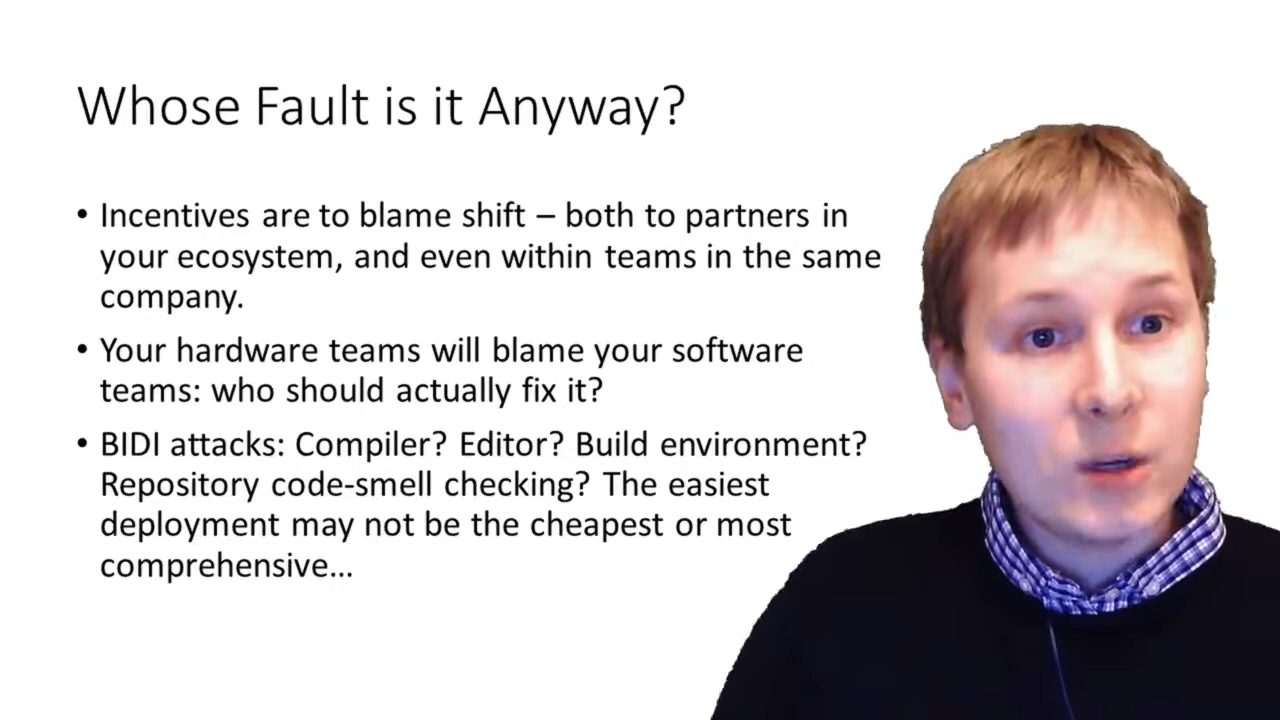 Whose Fault is it Anyway?
• Incentives are to blame shift – both to partners in
your ecosystem, and even within teams in the same
company.
• Your hardware teams will blame your software
teams: who should actually fix it?
• BIDI attacks: Compiler? Editor? Build environment?
Repository code-smell checking? The easiest
deployment may not be the cheapest or most
comprehensive…